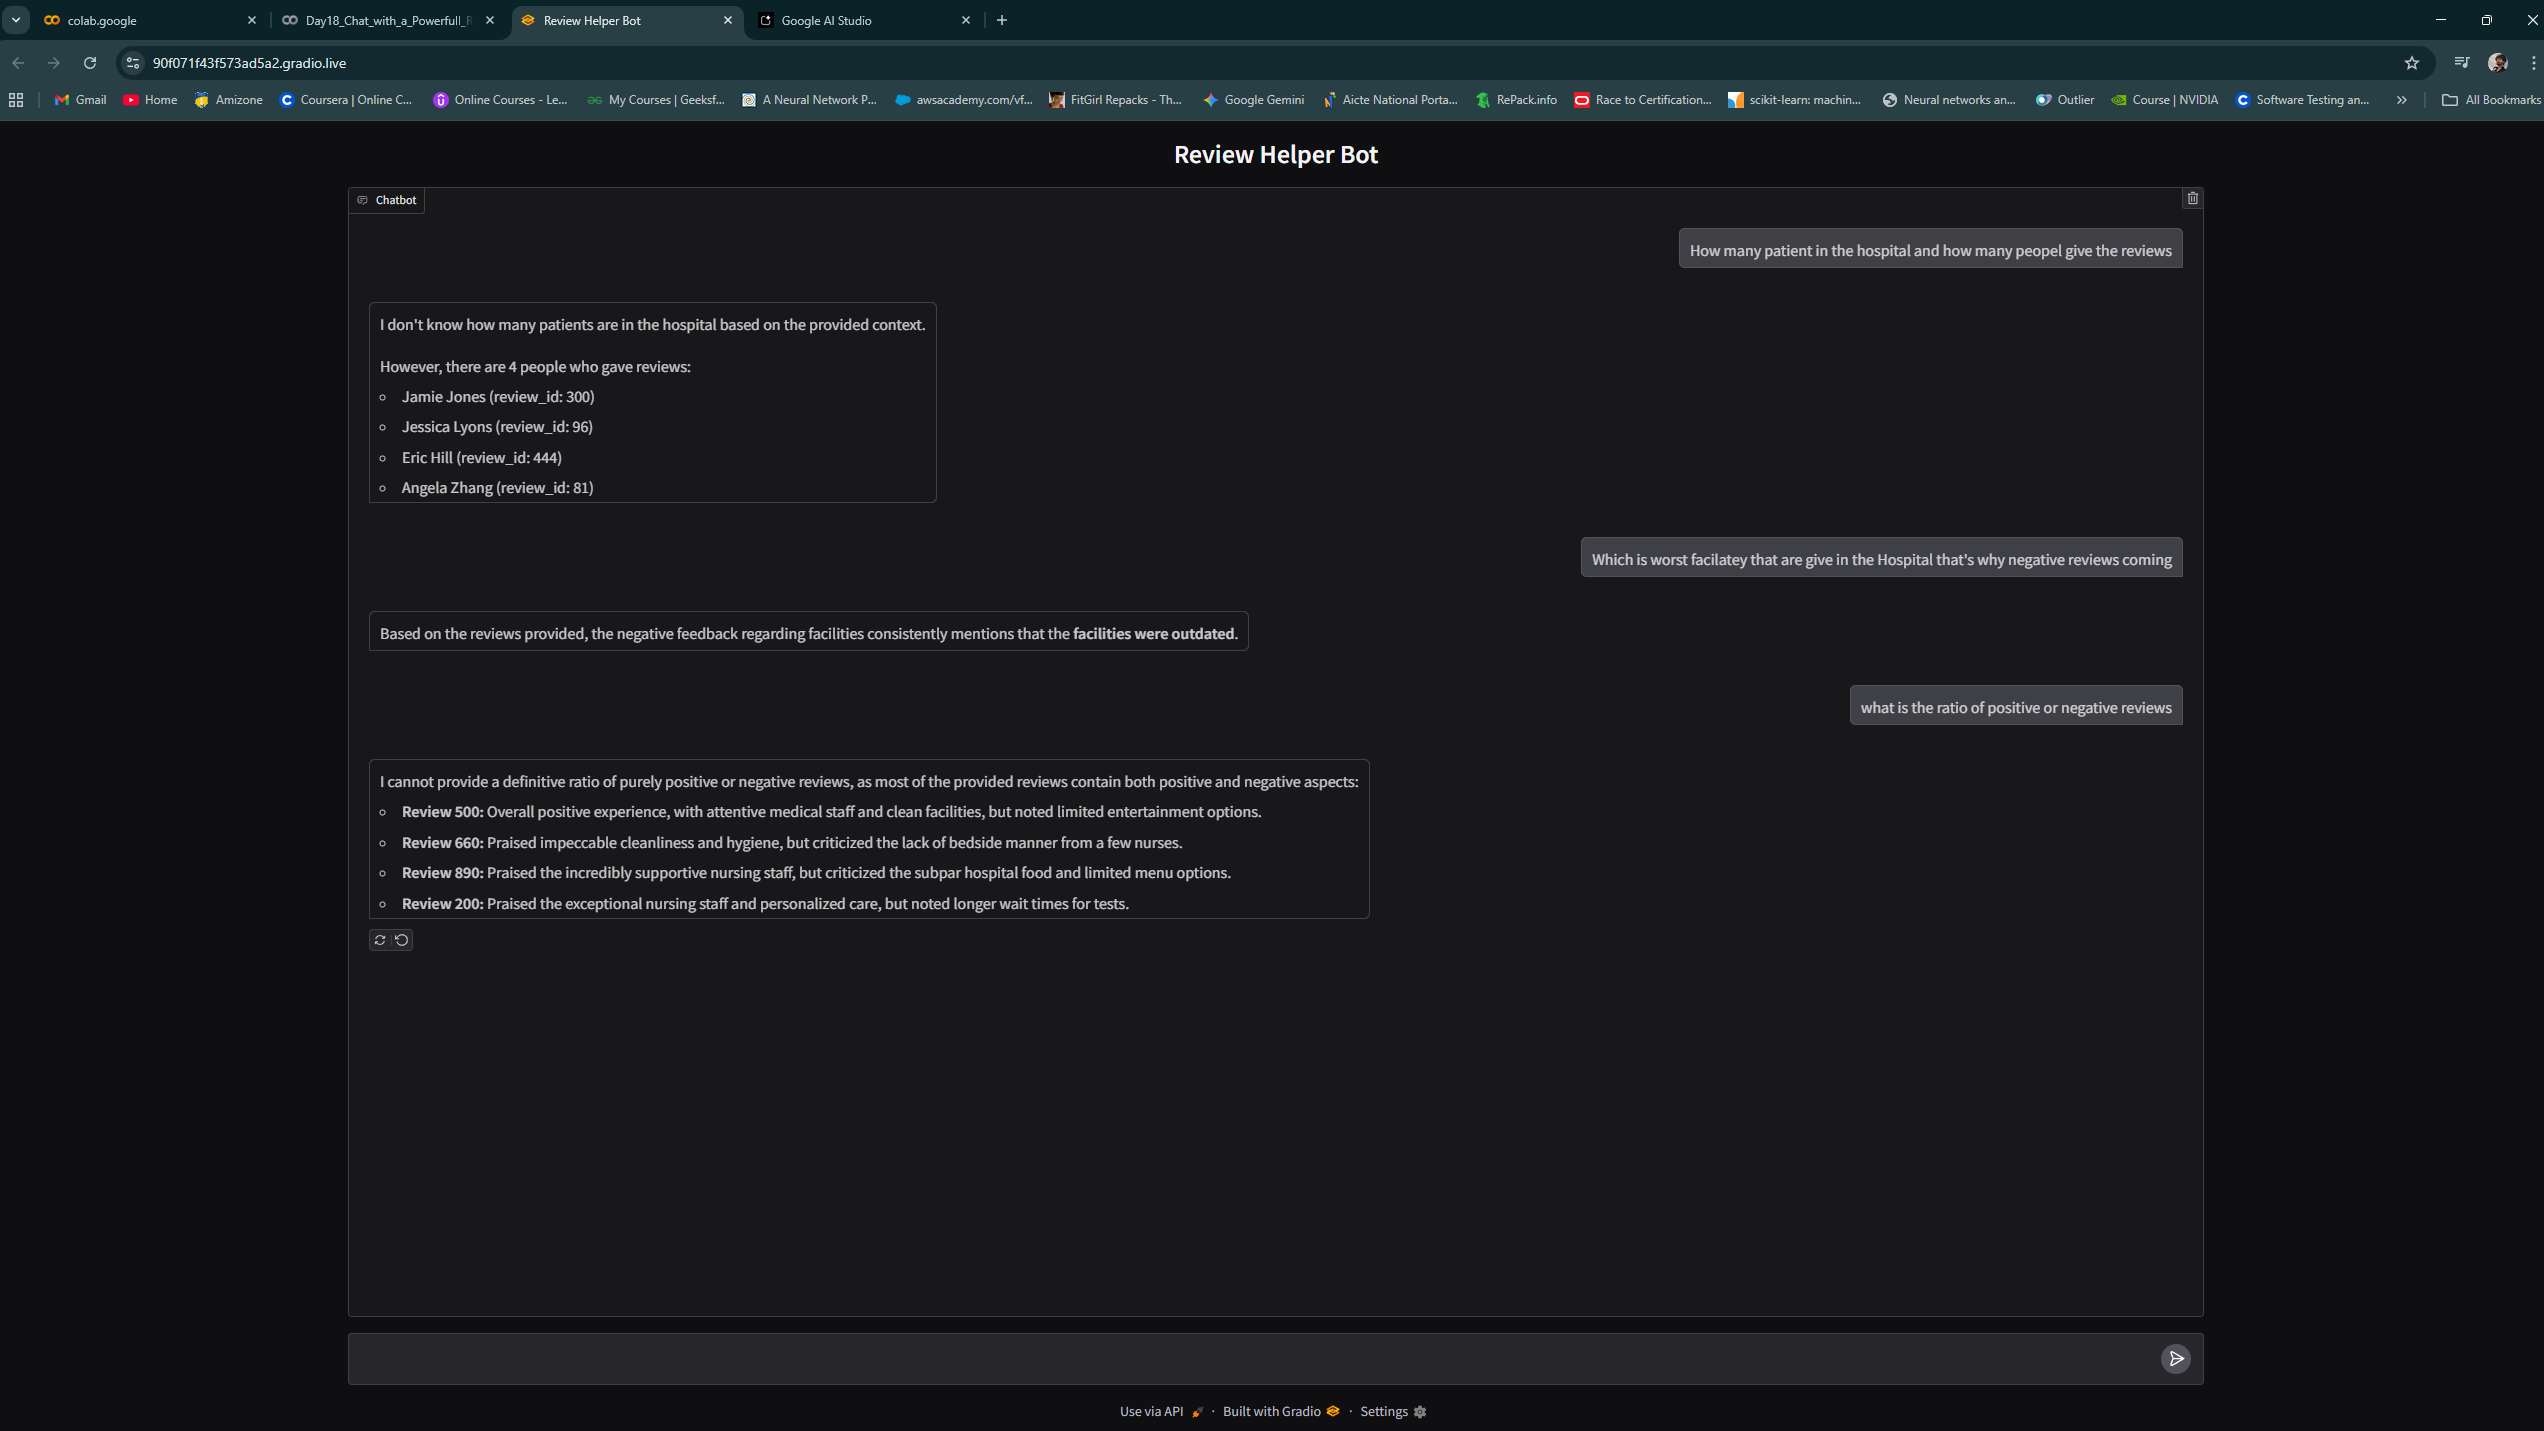 colab.google
Day18_Chat_with_a_Powerfull_R
Review Helper Bot
Google AI Studio
90f071f43f573ad5a2.gradio.live
Gmail
Home
Amizone
Coursera | Online C...
Online Courses - Le...
My Courses | Geeksf...
A Neural Network P...
awsacademy.com/vf...
FitGirl Repacks - Th...
Google Gemini
Aicte National Porta...
RePack.info
Race to Certification...
scikit-learn: machin...
Neural networks an...
Outlier
Course | NVIDIA
Software Testing an...
All Bookmarks
Review Helper Bot
Chatbot
How many patient in the hospital and how many peopel give the reviews
I don't know how many patients are in the hospital based on the provided context.
However, there are 4 people who gave reviews:
Jamie Jones (review_id: 300)
Jessica Lyons (review_id: 96)
Eric Hill (review_id: 444)
Angela Zhang (review_id: 81)
Which is worst facilatey that are give in the Hospital that's why negative reviews coming
Based on the reviews provided, the negative feedback regarding facilities consistently mentions that the facilities were outdated.
what is the ratio of positive or negative reviews
I cannot provide a definitive ratio of purely positive or negative reviews, as most of the provided reviews contain both positive and negative aspects:
Review 500: Overall positive experience, with attentive medical staff and clean facilities, but noted limited entertainment options.
Review 660: Praised impeccable cleanliness and hygiene, but criticized the lack of bedside manner from a few nurses.
Review 890: Praised the incredibly supportive nursing staff, but criticized the subpar hospital food and limited menu options.
Review 200: Praised the exceptional nursing staff and personalized care, but noted longer wait times for tests.
Use via API · Built with Gradio · Settings